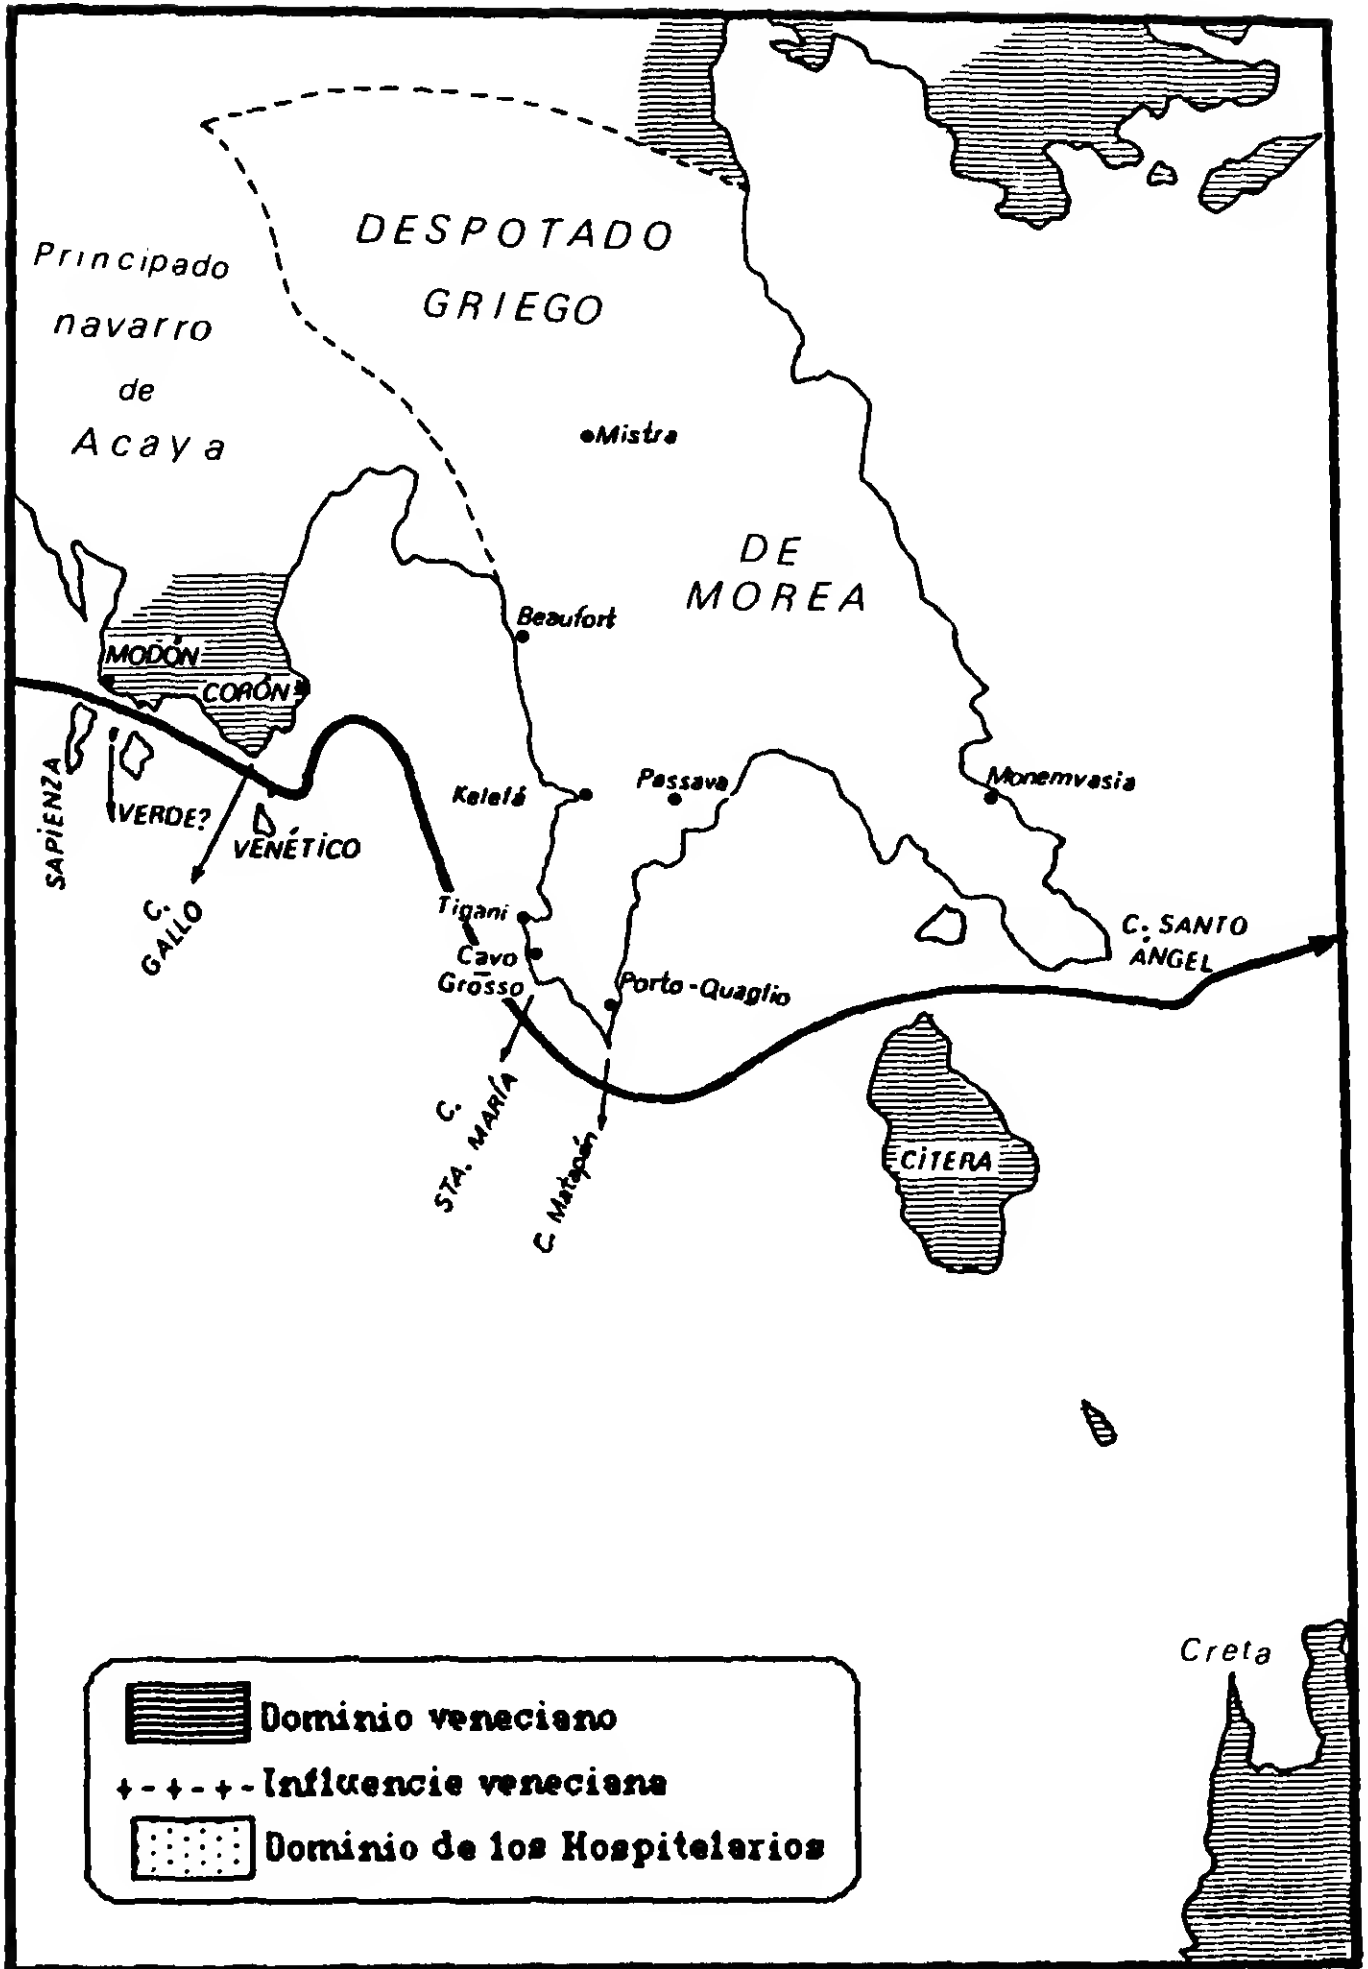 DESPOTADO
GRIEGO
Principado
navarro
de
Acaya
Mistra
DE
MOREA
Beaufort
MODÓN
CORÓN
SAPIENZA
VERDE?
VENÉTICO
C.
GALLO
Kelefá
Passava
Monemvasia
Tigani
Cavo
Grosso
Porto-Quaglio
C. SANTO
ÁNGEL
C.
STA. MARÍA
C. Matapán
CITERA
Creta
Dominio veneciano
Influencie veneciana
Dominio de los Hospitelarios